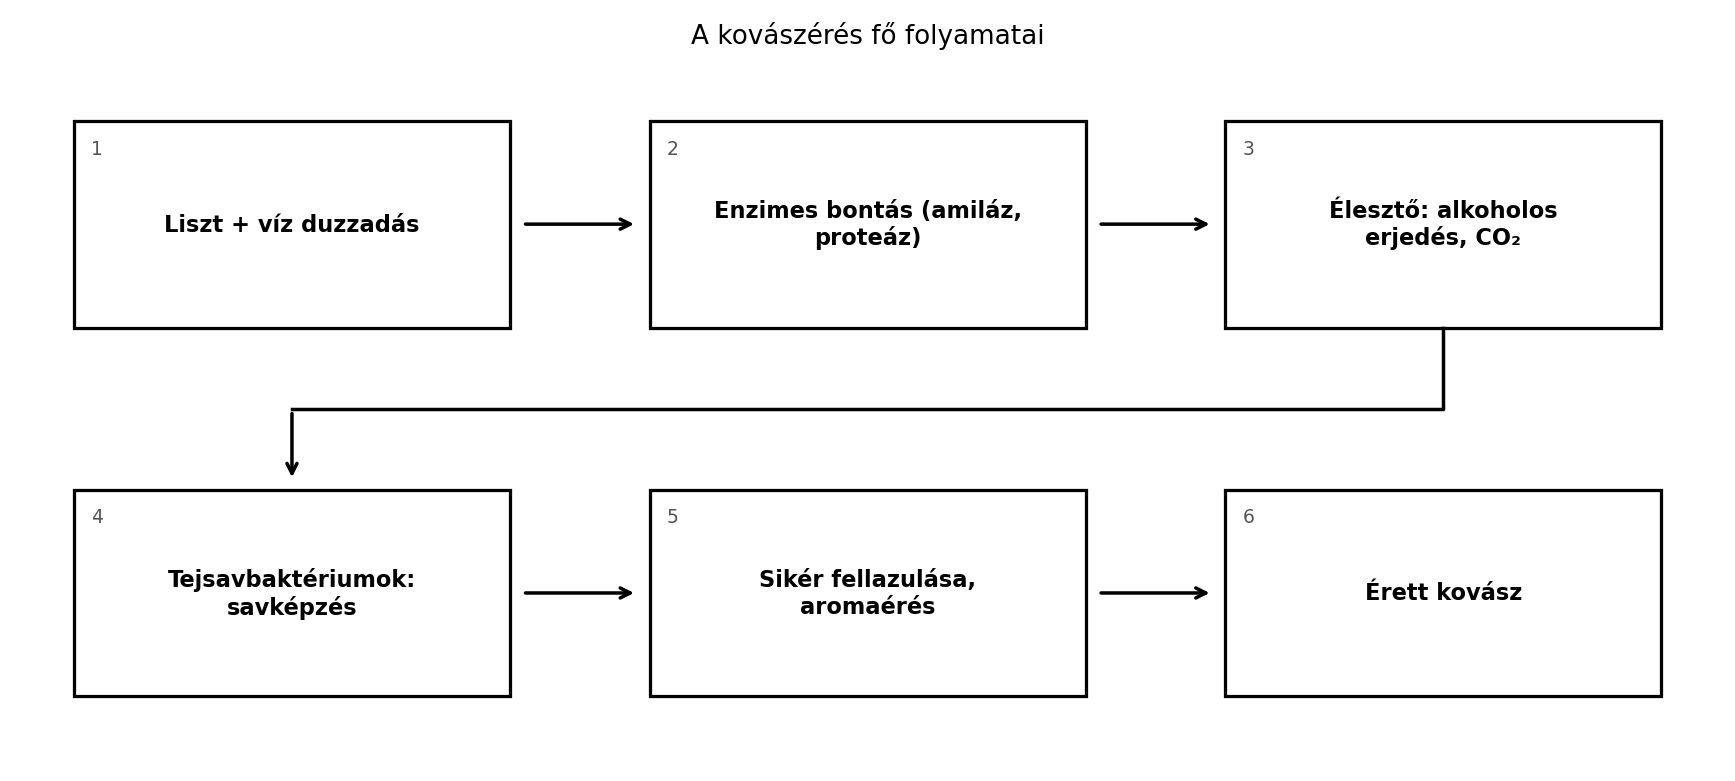 A kovászérés fő folyamatai
1
Liszt + víz duzzadás
2
Enzimes bontás (amiláz,
proteáz)
3
Élesztő: alkoholos
erjedés, CO₂
4
Tejsavbaktériumok:
savképzés
5
Sikér fellazulása,
aromaérés
6
Érett kovász